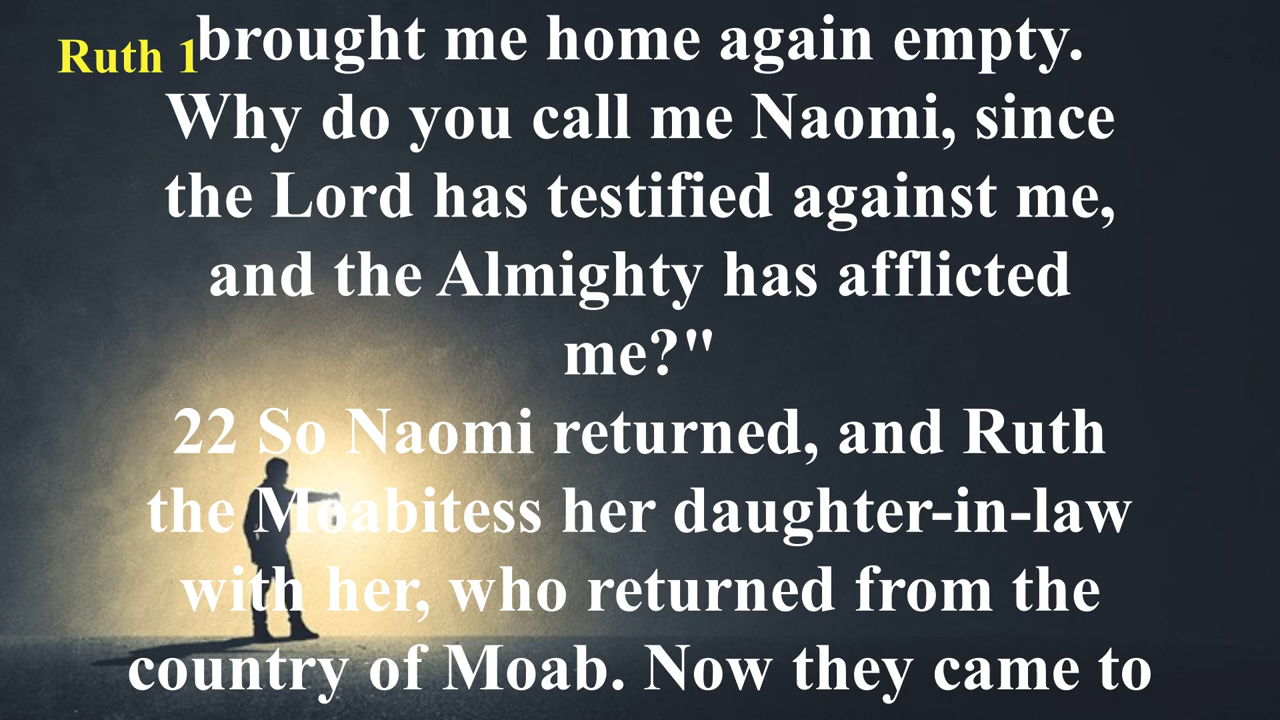 Ruth 1
brought me home again empty.
Why do you call me Naomi, since
the Lord has testified against me,
and the Almighty has afflicted
me?"
22 So Naomi returned, and Ruth
the Moabitess her daughter-in-law
with her, who returned from the
country of Moab. Now they came to